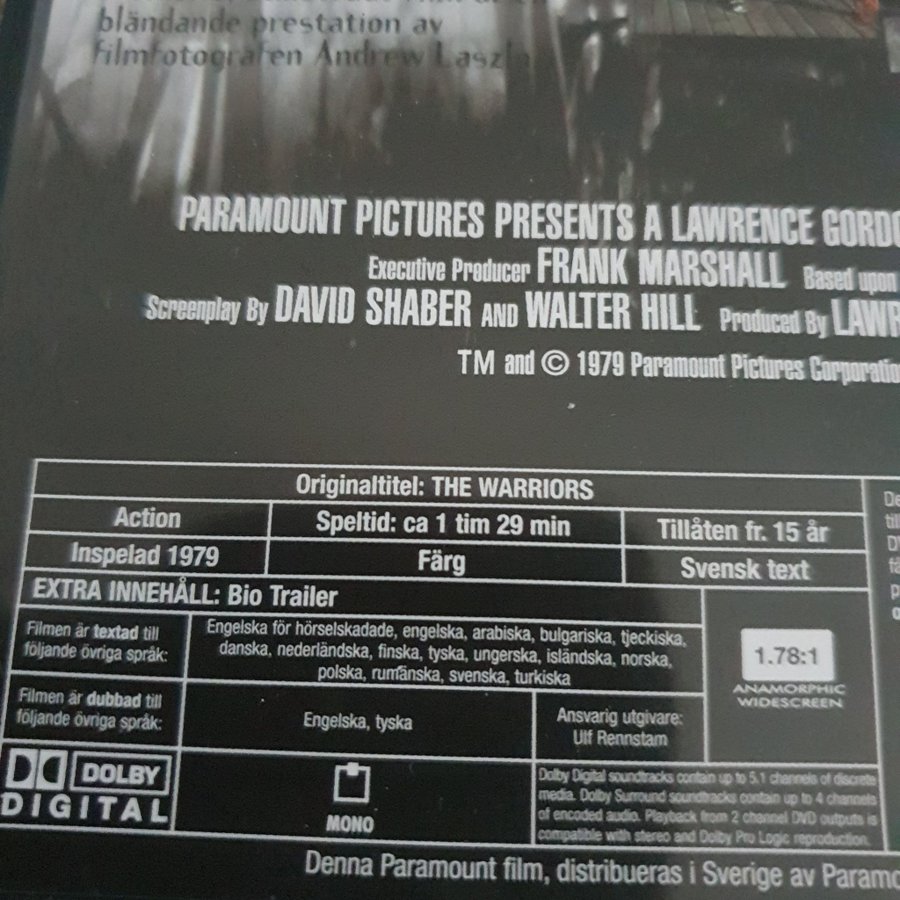 bländande prestation av
filmfotografen Andrew Laszlo
PARAMOUNT PICTURES PRESENTS A LAWRENCE GORDO
Executive Producer FRANK MARSHALL Based upon
Screenplay By DAVID SHABER AND WALTER HILL Produced By LAWR
TM and © 1979 Paramount Pictures Corporatio
Originaltitel: THE WARRIORS
Action
Speltid: ca 1 tim 29 min
Tillåten fr. 15 år
Inspelad 1979
Färg
Svensk text
EXTRA INNEHÅLL: Bio Trailer
Filmen är textad till
följande övriga språk:
Engelska för hörselskadade, engelska, arabiska, bulgariska, tjeckiska,
danska, nederländska, finska, tyska, ungerska, isländska, norska,
polska, rumänska, svenska, turkiska
1.78:1
ANAMORPHIC
WIDESCREEN
Filmen är dubbad till
följande övriga språk:
Engelska, tyska
Ansvarig utgivare:
Ulf Rennstam
DOLBY
DIGITAL
MONO
Dolby Digital soundtracks contain up to 5.1 channels of discrete
media. Dolby Surround soundtracks contain up to 4 channels
of encoded audio. Playback from 2 channel DVD outputs is
compatible with stereo and Dolby Pro Logic reproduction.
Denna Paramount film, distribueras i Sverige av Paramo